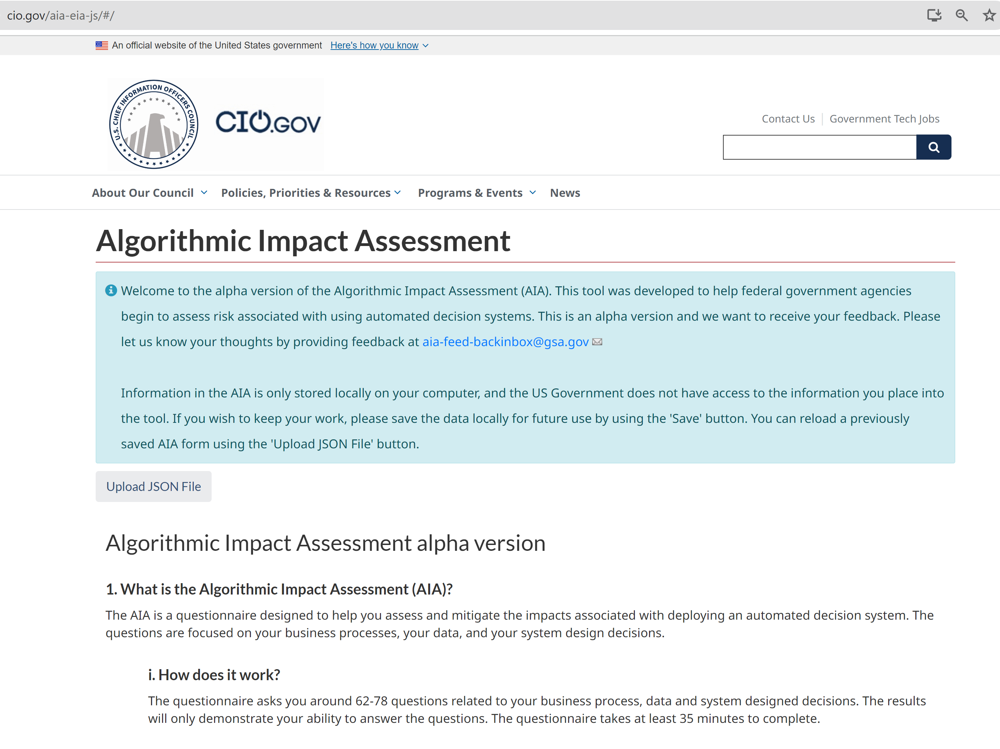 cio.gov/aia-eia-js/#/
An official website of the United States government Here's how you know
U.S. CHIEF INFORMATION OFFICERS COUNCIL
CIO.GOV
Contact Us | Government Tech Jobs
About Our Council Policies, Priorities & Resources Programs & Events News
Algorithmic Impact Assessment
Welcome to the alpha version of the Algorithmic Impact Assessment (AIA). This tool was developed to help federal government agencies
begin to assess risk associated with using automated decision systems. This is an alpha version and we want to receive your feedback. Please
let us know your thoughts by providing feedback at aia-feed-backinbox@gsa.gov
Information in the AIA is only stored locally on your computer, and the US Government does not have access to the information you place into
the tool. If you wish to keep your work, please save the data locally for future use by using the 'Save' button. You can reload a previously
saved AIA form using the 'Upload JSON File' button.
Upload JSON File
Algorithmic Impact Assessment alpha version
1. What is the Algorithmic Impact Assessment (AIA)?
The AIA is a questionnaire designed to help you assess and mitigate the impacts associated with deploying an automated decision system. The
questions are focused on your business processes, your data, and your system design decisions.
i. How does it work?
The questionnaire asks you around 62-78 questions related to your business process, data and system designed decisions. The results
will only demonstrate your ability to answer the questions. The questionnaire takes at least 35 minutes to complete.